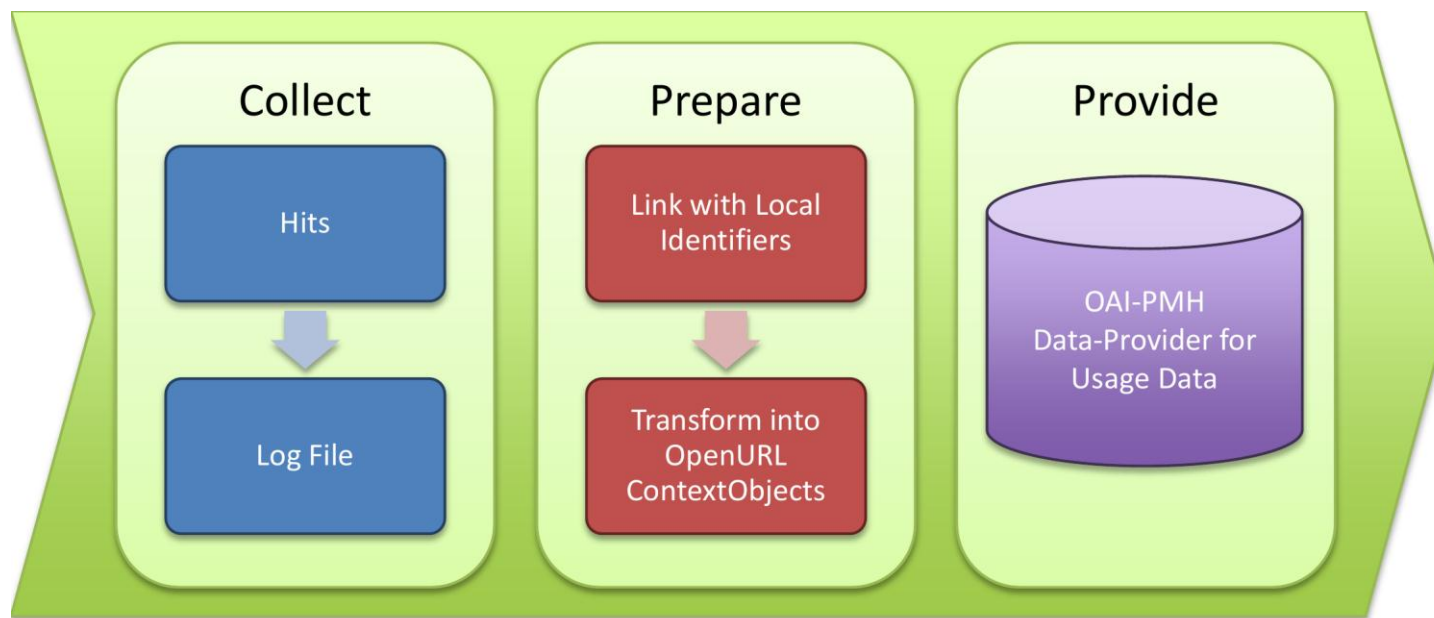 Collect
Hits
Log File
Prepare
Link with Local
Identifiers
Transform into
OpenURL
ContextObjects
Provide
OAI-PMH
Data-Provider for
Usage Data